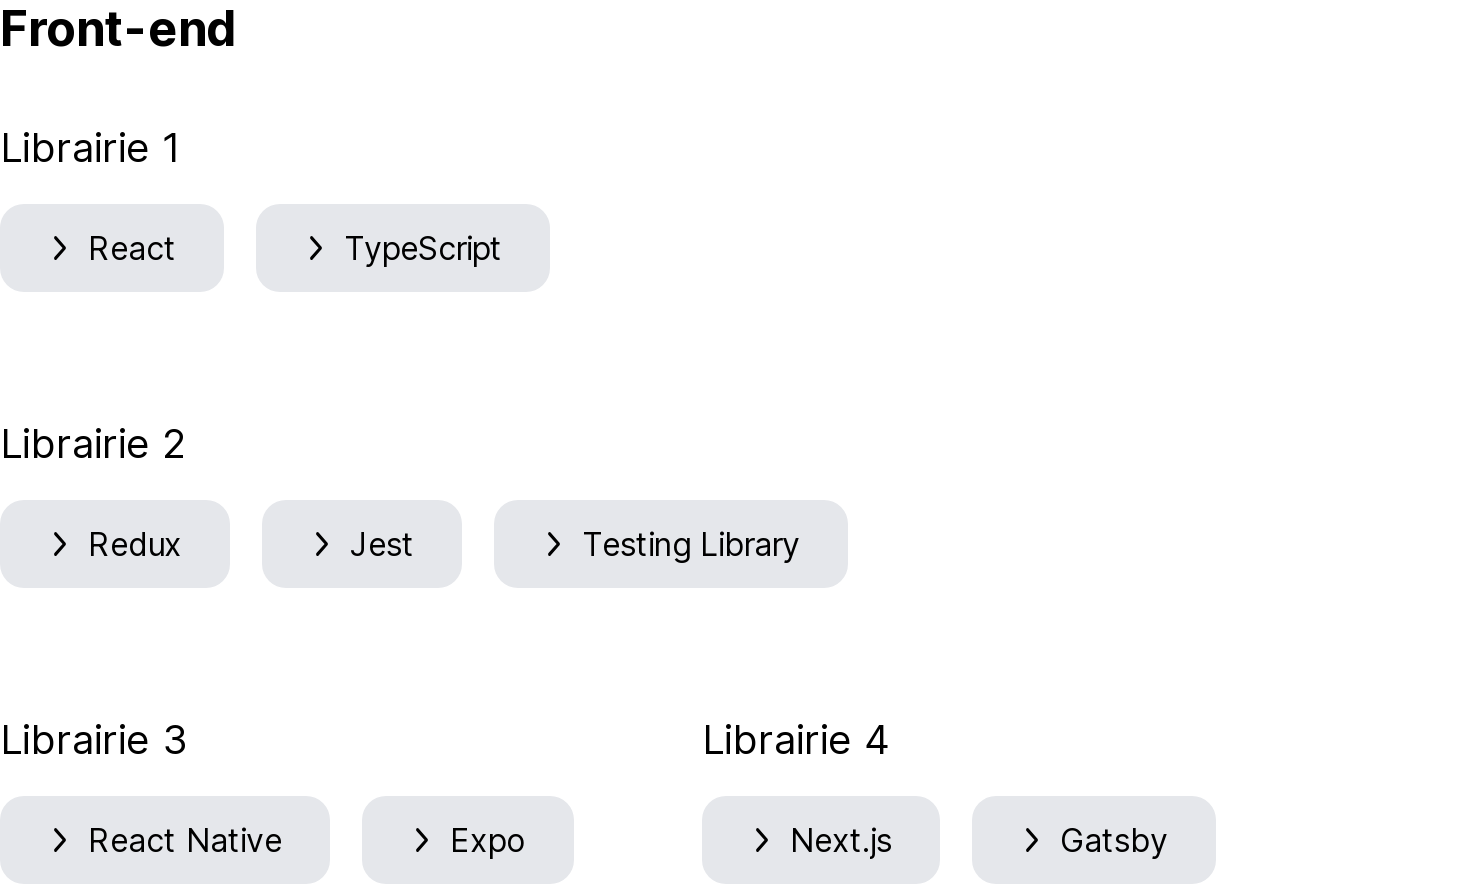 Front-end
Librairie 1
React
TypeScript
Librairie 2
Redux
Jest
Testing Library
Librairie 3
React Native
Expo
Librairie 4
Next.js
Gatsby